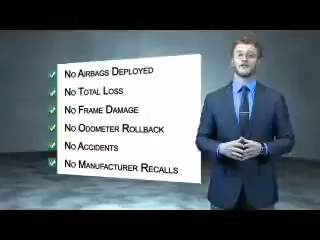 No Airbags Deployed
No Total Loss
No Frame Damage
No Odometer Rollback
No Accidents
No Manufacturer Recalls